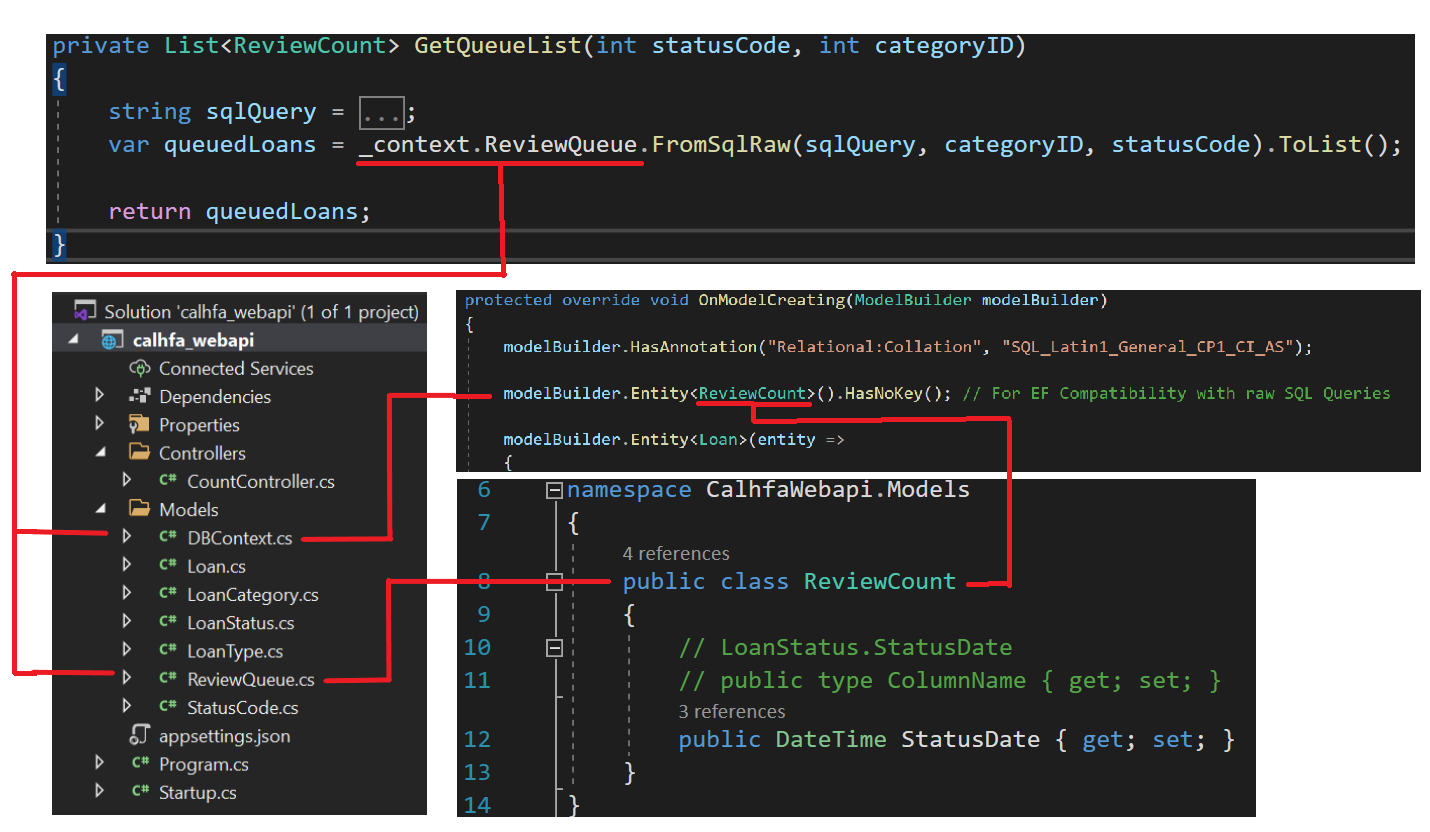 private List<ReviewCount> GetQueueList(int statusCode, int categoryID)
{
string sqlQuery = ...;
var queuedLoans = _context.ReviewQueue.FromSqlRaw(sqlQuery, categoryID, statusCode).ToList();
return queuedLoans;
}
Solution 'calhfa_webapi' (1 of 1 project)
calhfa_webapi
Connected Services
Dependencies
Properties
Controllers
C# CountController.cs
Models
C# DBContext.cs
C# Loan.cs
C# LoanCategory.cs
C# LoanStatus.cs
C# LoanType.cs
C# ReviewQueue.cs
C# StatusCode.cs
appsettings.json
C# Program.cs
C# Startup.cs
protected override void OnModelCreating(ModelBuilder modelBuilder)
{
modelBuilder.HasAnnotation("Relational:Collation", "SQL_Latin1_General_CP1_CI_AS");
modelBuilder.Entity<ReviewCount>().HasNoKey(); // For EF Compatibility with raw SQL Queries
modelBuilder.Entity<Loan>(entity =>
{
6 namespace CalhfaWebapi.Models
7 {
4 references
8 public class ReviewCount
9 {
10 // LoanStatus.StatusDate
11 // public type ColumnName { get; set; }
3 references
12 public DateTime StatusDate { get; set; }
13 }
14 }